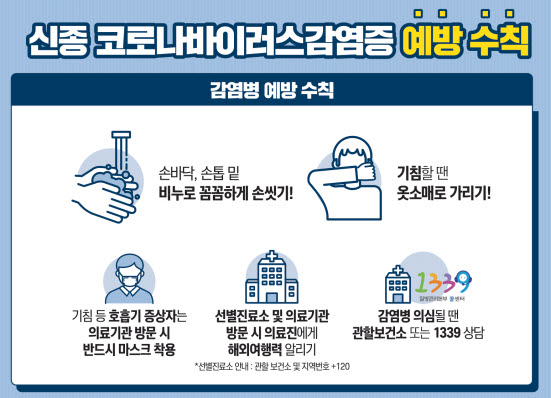 신종 코로나바이러스감염증 예방 수칙
감염병 예방 수칙
손바닥, 손톱 밑
비누로 꼼꼼하게 손씻기!
기침할 땐
옷소매로 가리기!
기침 등 호흡기 증상자는
의료기관 방문 시
반드시 마스크 착용
선별진료소 및 의료기관
방문 시 의료진에게
해외여행력 알리기
*선별진료소 안내 : 관할 보건소 및 지역번호 +120
1339
질병관리본부 콜센터
감염병 의심될 땐
관할보건소 또는 1339 상담